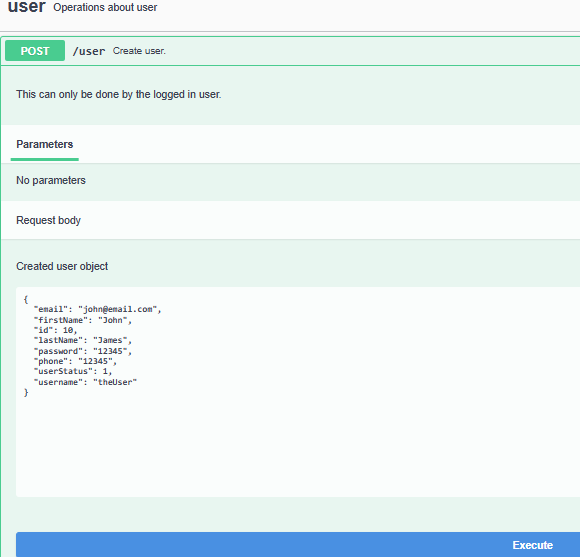 user Operations about user
POST /user Create user.
This can only be done by the logged in user.
Parameters
No parameters
Request body
Created user object
{
  "email": "john@email.com",
  "firstName": "John",
  "id": 10,
  "lastName": "James",
  "password": "12345",
  "phone": "12345",
  "userStatus": 1,
  "username": "theUser"
}
Execute